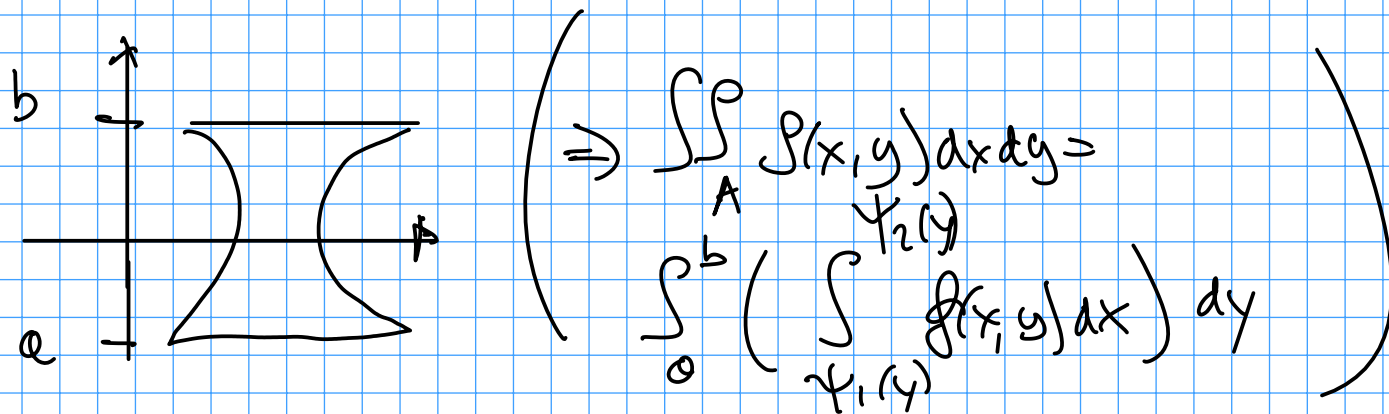 b
a
( ⇒ ∬_A f(x,y) dx dy =
∫_a^b ( ∫_{ψ₁(y)}^{ψ₂(y)} f(x,y) dx ) dy )